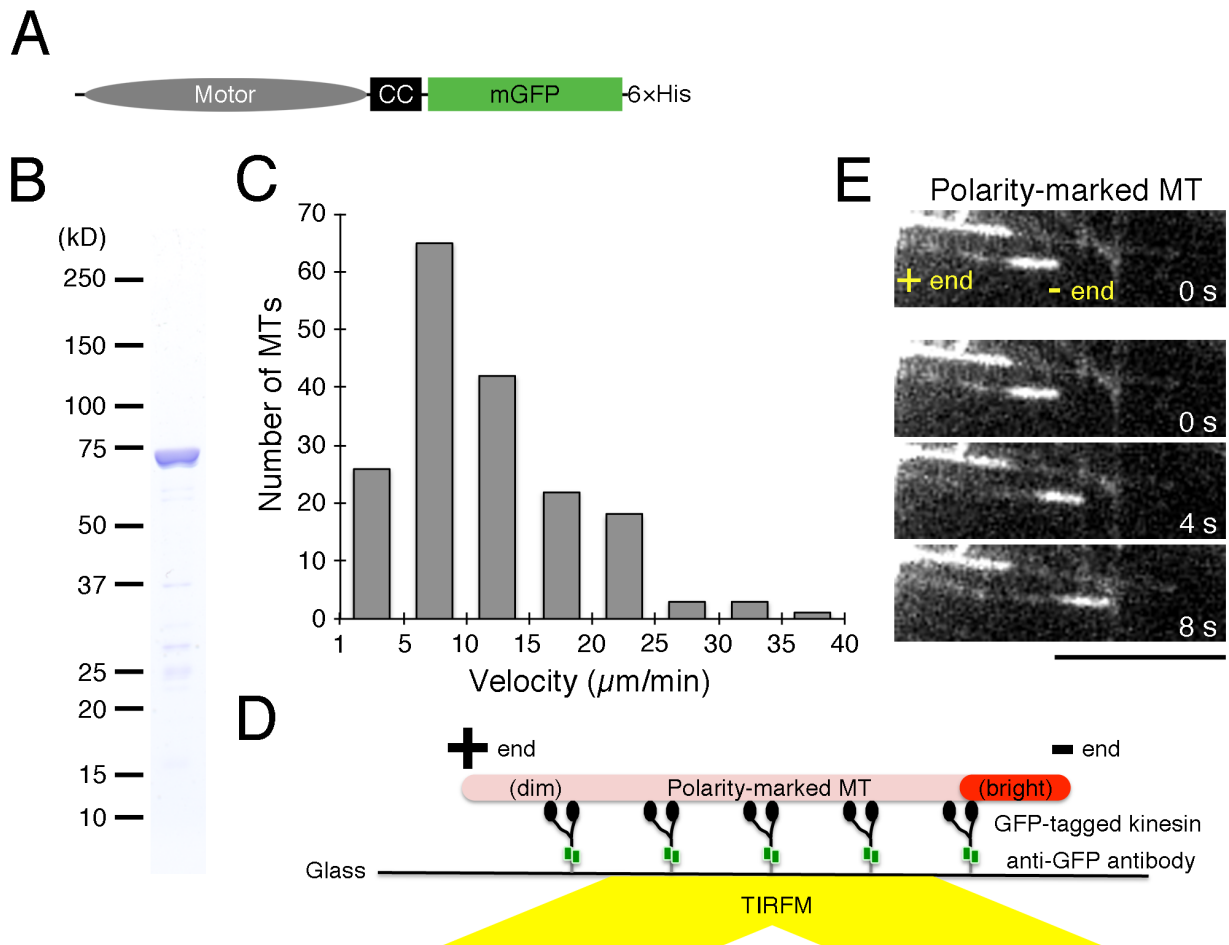 A
Motor CC mGFP 6×His
B
(kD)
250
150
100
75
50
37
25
20
15
10
C
Number of MTs
70
60
50
40
30
20
10
0
1 5 10 15 20 25 30 35 40
Velocity (µm/min)
D
+ end - end
(dim) Polarity-marked MT (bright)
GFP-tagged kinesin
anti-GFP antibody
Glass
TIRFM
E
Polarity-marked MT
+ end - end
0 s
0 s
4 s
8 s